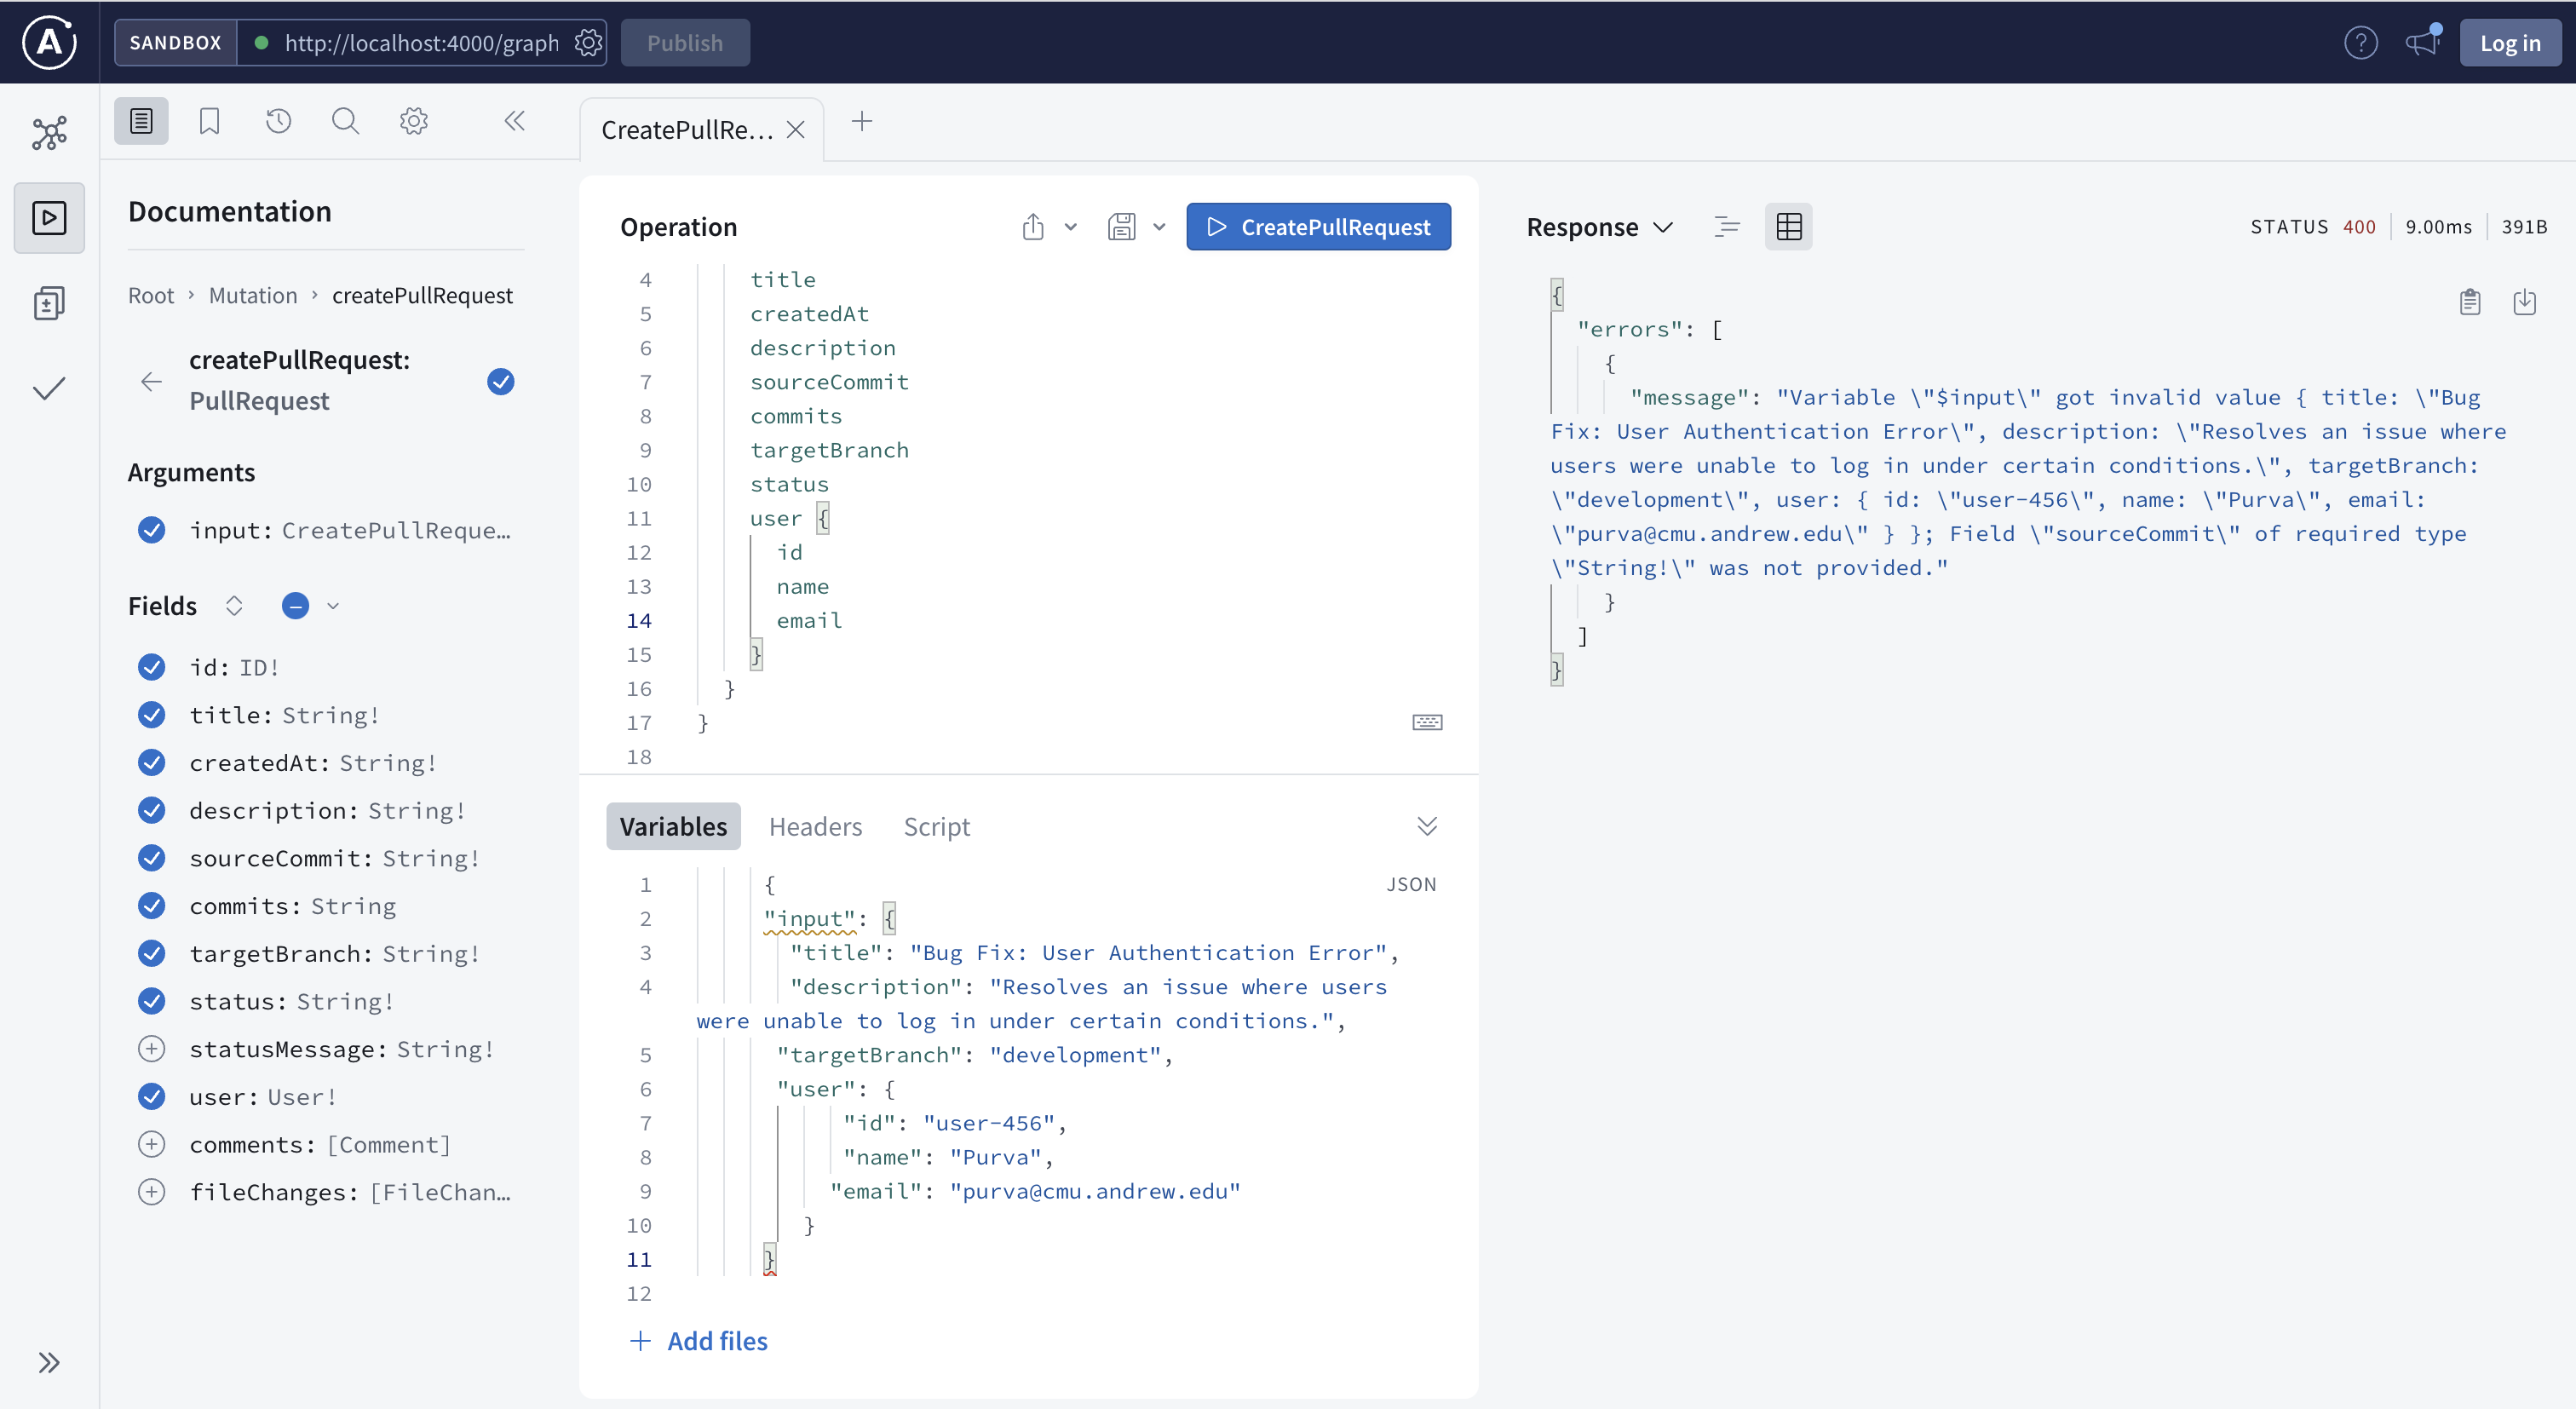 SANDBOX
http://localhost:4000/graph
Publish
Log in
CreatePullRe...
Documentation
Root › Mutation › createPullRequest
createPullRequest:
PullRequest
Arguments
input: CreatePullReque...
Fields
id: ID!
title: String!
createdAt: String!
description: String!
sourceCommit: String!
commits: String
targetBranch: String!
status: String!
statusMessage: String!
user: User!
comments: [Comment]
fileChanges: [FileChan...
Operation
CreatePullRequest
4 title
5 createdAt
6 description
7 sourceCommit
8 commits
9 targetBranch
10 status
11 user {
12 id
13 name
14 email
15 }
16 }
17 }
18
Variables Headers Script
JSON
1 {
2 "input": {
3 "title": "Bug Fix: User Authentication Error",
4 "description": "Resolves an issue where users
were unable to log in under certain conditions.",
5 "targetBranch": "development",
6 "user": {
7 "id": "user-456",
8 "name": "Purva",
9 "email": "purva@cmu.andrew.edu"
10 }
11 }
12
Add files
Response
STATUS 400 9.00ms 391B
{
"errors": [
{
"message": "Variable \"$input\" got invalid value { title: \"Bug
Fix: User Authentication Error\", description: \"Resolves an issue where
users were unable to log in under certain conditions.\", targetBranch:
\"development\", user: { id: \"user-456\", name: \"Purva\", email:
\"purva@cmu.andrew.edu\" } }; Field \"sourceCommit\" of required type
\"String!\" was not provided."
}
]
}